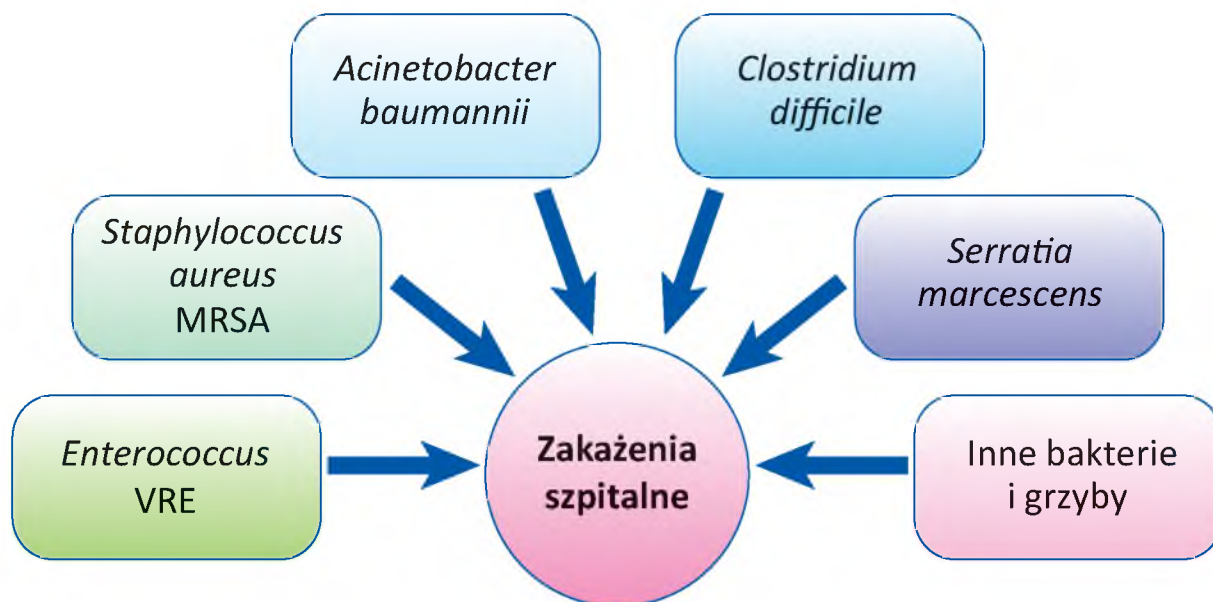 Acinetobacter
baumannii
Clostridium
difficile
Staphylococcus
aureus
MRSA
Serratia
marcescens
Enterococcus
VRE
Zakażenia
szpitalne
Inne bakterie
i grzyby